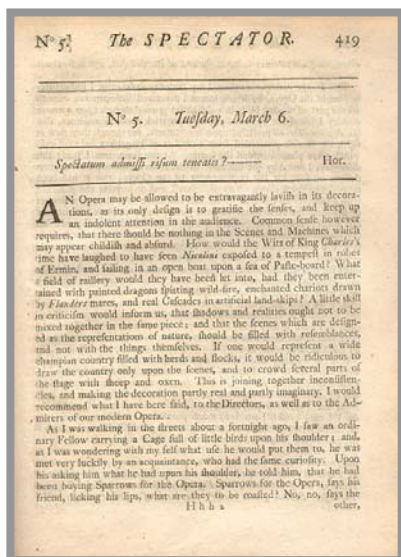 Nº 5. The SPECTATOR. 419
Nº 5. Tuesday, March 6.
Spectatum admiſſi riſum teneatis?—— Hor.
AN Opera may be allowed to be extravagantly laviſh in its decora-
tions, as its only deſign is to gratifie the ſenſes, and keep up
an indolent attention in the audience. Common ſenſe however
requires, that there ſhould be nothing in the Scenes and Machines which
may appear childiſh and abſurd. How would the Wits of King Charles's
time have laughed to have ſeen Nicolini expoſed to a tempeſt in robes
of Ermin, and ſailing in an open boat upon a ſea of Paſte-board? What
a field of raillery would they have been let into, had they been enter-
tained with painted dragons ſpitting wild-fire, enchanted chariots drawn
by Flanders mares, and real Caſcades in artificial land-skips? A little skill
in criticiſm would inform us, that ſhadows and realities ought not to be
mixed together in the ſame piece; and that the ſcenes which are deſign-
ed as the repreſentations of nature, ſhould be filled with reſemblances,
and not with the things themſelves. If one would repreſent a wide
champian country filled with herds and flocks, it would be ridiculous to
draw the country only upon the ſcenes, and to crowd ſeveral parts of
the ſtage with ſheep and oxen. This is joining together inconſiſten-
cies, and making the decoration partly real and partly imaginary. I would
recommend what I have here ſaid, to the Directors, as well as to the Ad-
mirers of our modern Opera.
As I was walking in the ſtreets about a fortnight ago, I ſaw an ordi-
nary Fellow carrying a Cage full of little birds upon his ſhoulder; and,
as I was wondering with my ſelf what uſe he would put them to, he was
met very luckily by an acquaintance, who had the ſame curioſity. Upon
his asking him what he had upon his ſhoulder, he told him, that he had
been buying Sparrows for the Opera. Sparrows for the Opera, ſays his
friend, licking his lips, what are they to be roaſted? No, no, ſays the
Hhh 2 other,